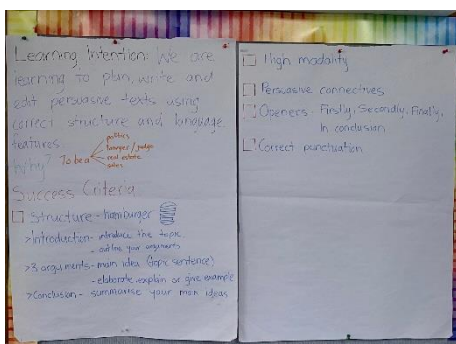 Learning Intention: We are
learning to plan, write and
edit persuasive texts using
correct structure and language
features.
Why? To be a
politics
lawyer / judge
real estate
sales
Success Criteria
Structure - hamburger
>Introduction - introduce the topic
- outline your arguments
>3 arguments - main idea (topic sentence)
- elaborate explain or give example
>Conclusion - summarise your main ideas
High modality
Persuasive connectives
Openers - Firstly, Secondly, Finally,
In conclusion
Correct punctuation